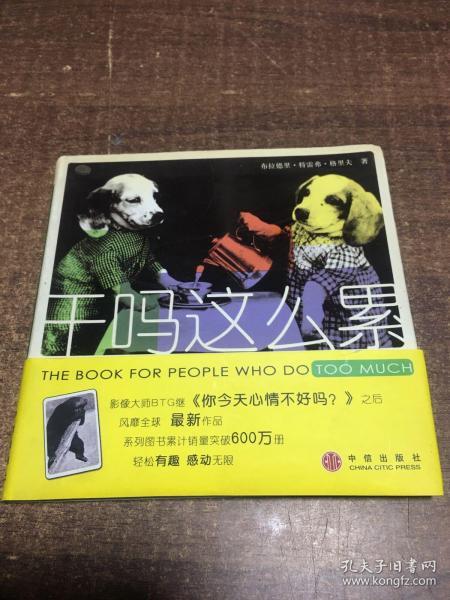 布拉德里·特雷弗·格里夫 著
干吗这么累
THE BOOK FOR PEOPLE WHO DO TOO MUCH
影像大师BTG继《你今天心情不好吗？》之后
风靡全球 最新作品
系列图书累计销量突破600万册
轻松有趣 感动无限
中信出版社
CHINA CITIC PRESS
孔夫子旧书网
www.kongfz.com